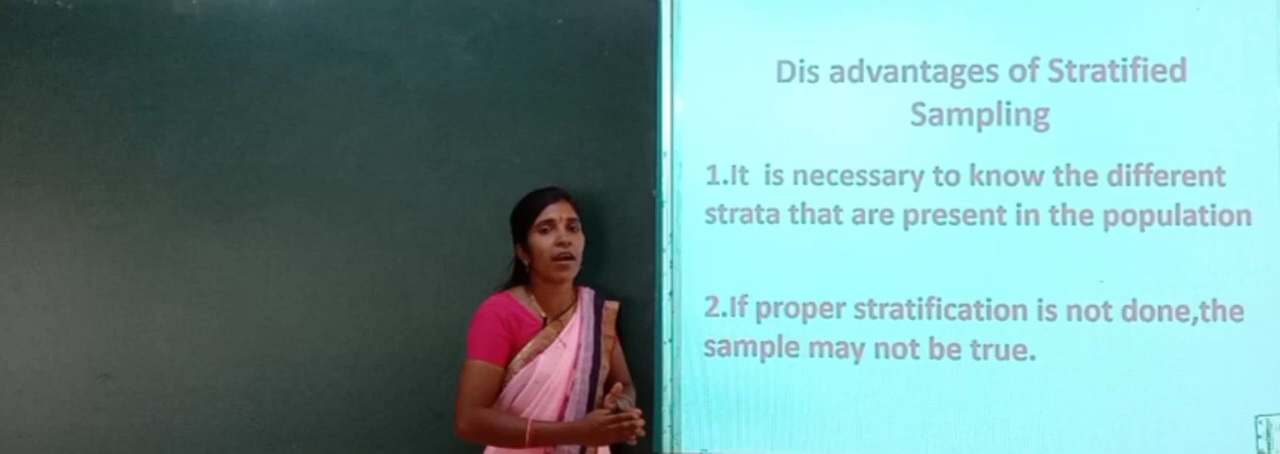 Dis advantages of Stratified
Sampling
1.It is necessary to know the different
strata that are present in the population
2.If proper stratification is not done,the
sample may not be true.